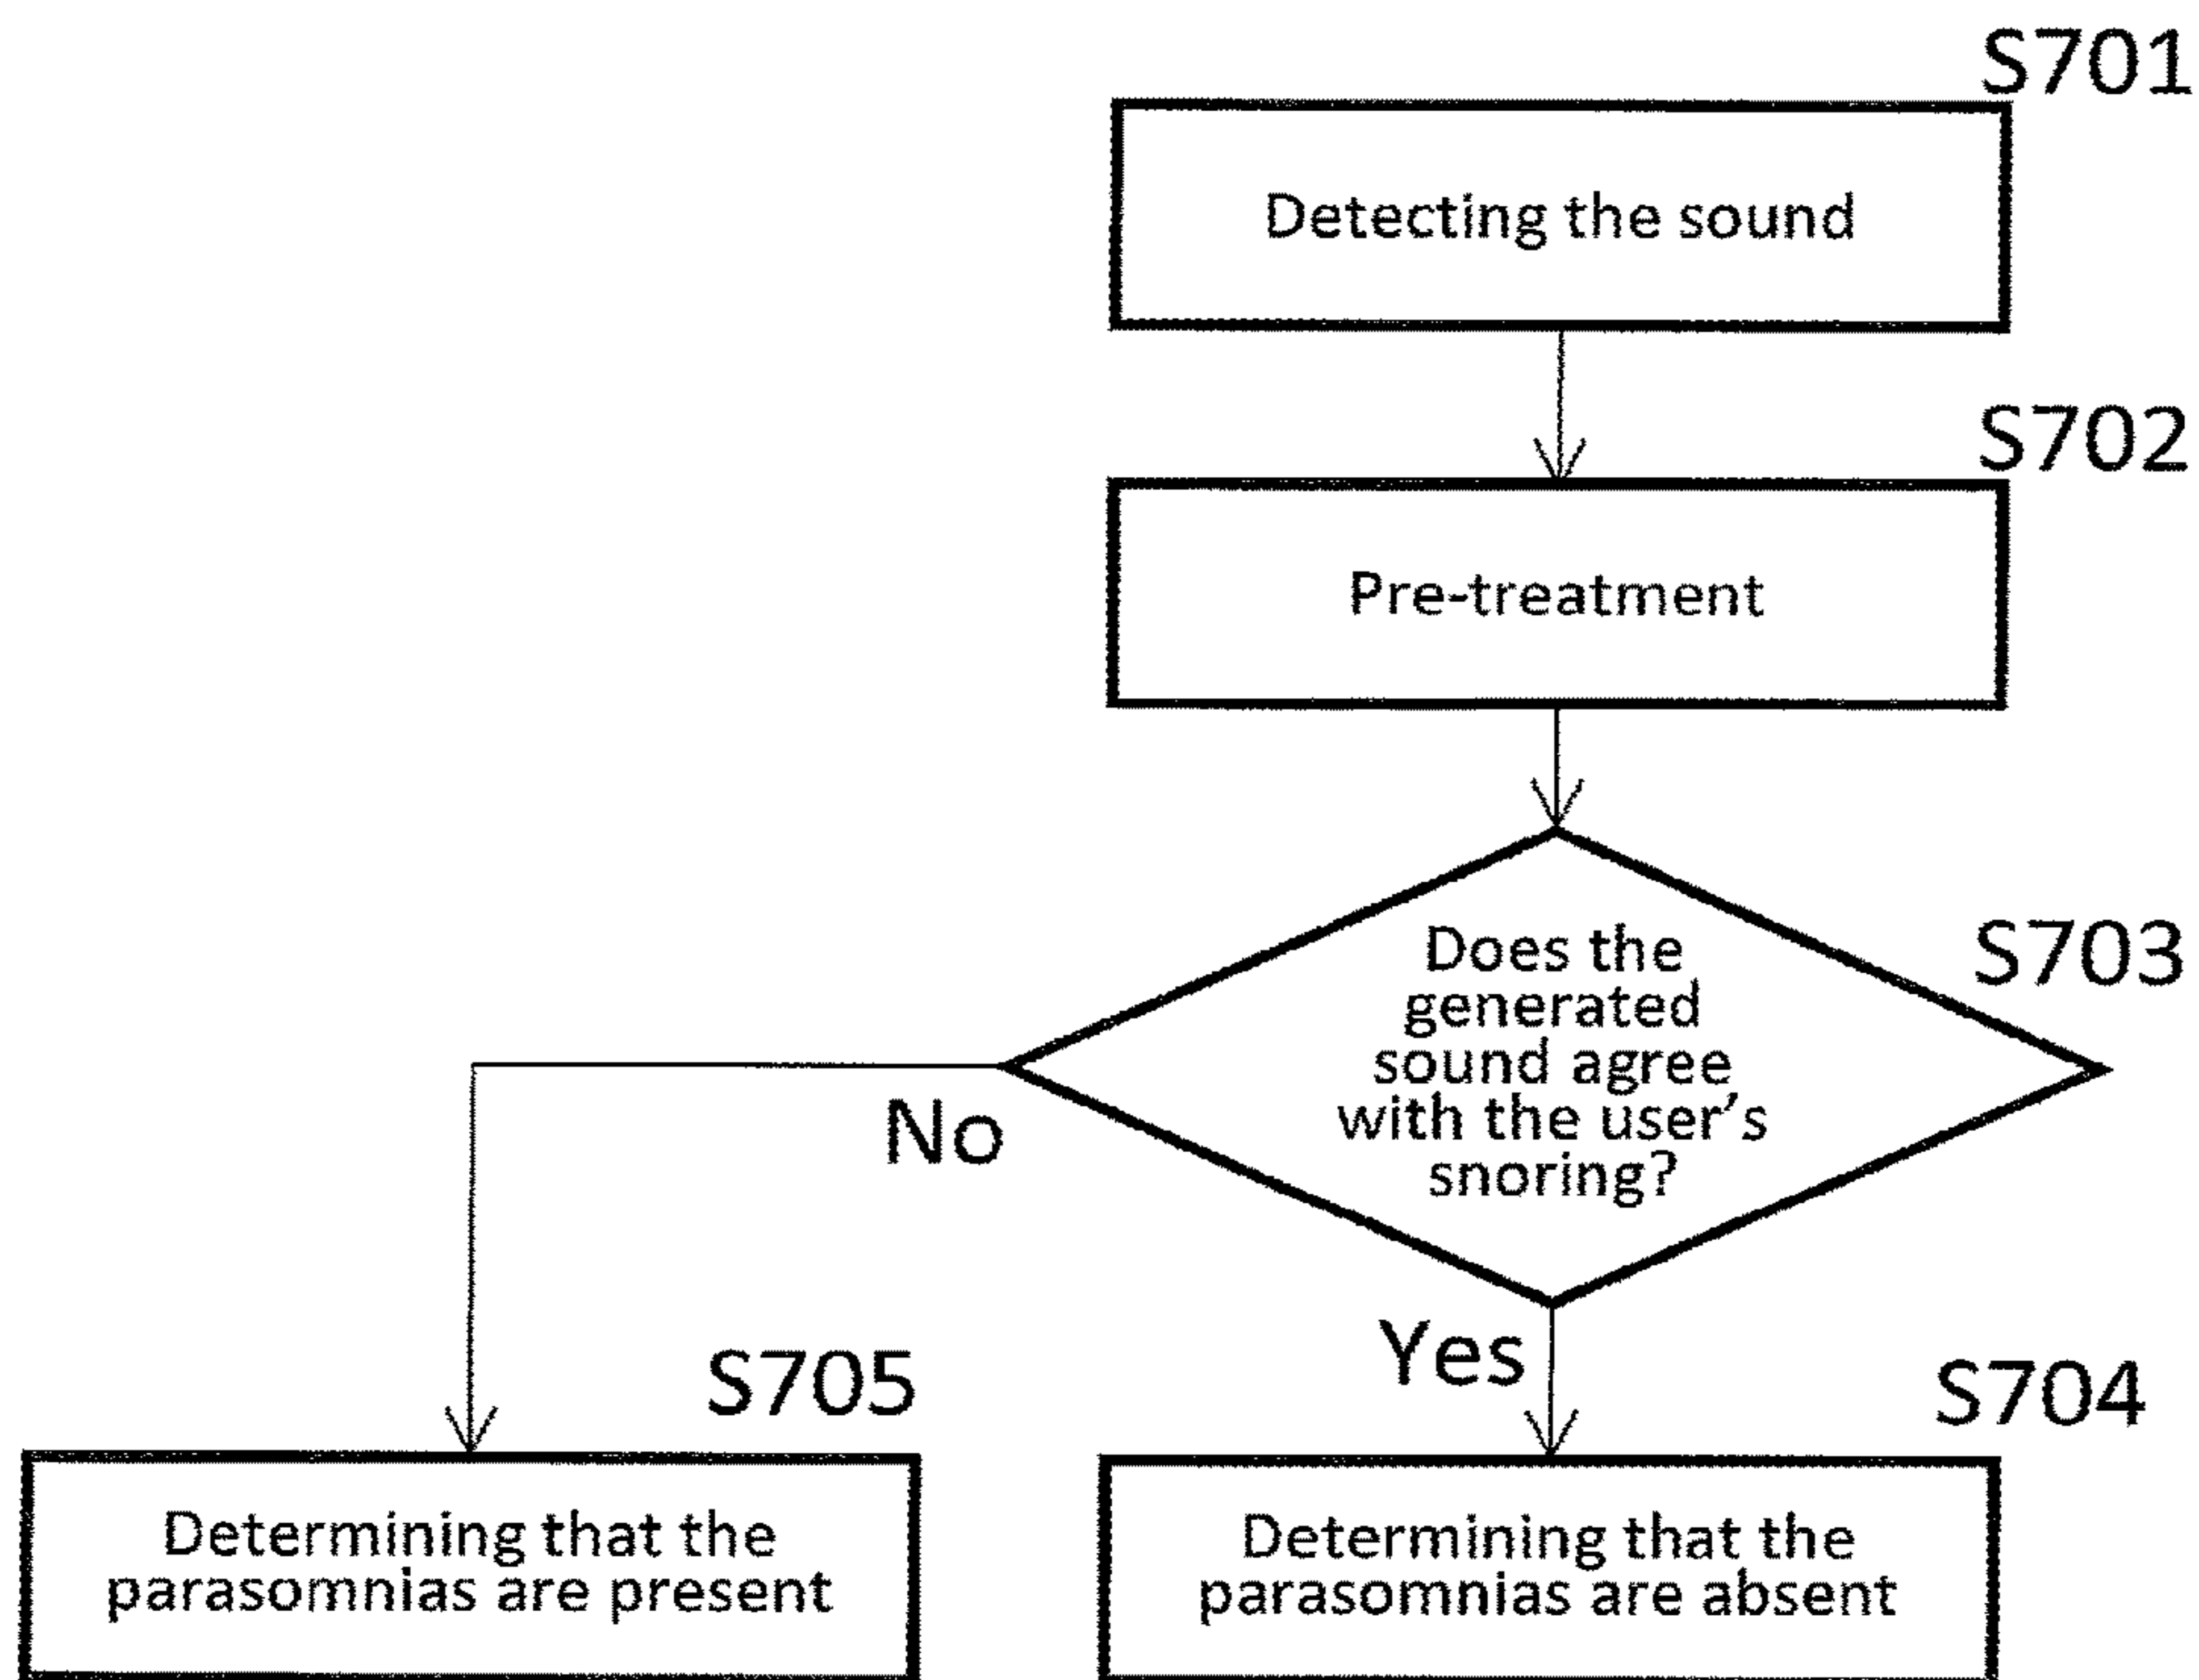 S701
Detecting the sound
S702
Pre-treatment
S703
Does the
generated
sound agree
with the user's
snoring?
No
Yes
S705
S704
Determining that the
parasomnias are present
Determining that the
parasomnias are absent